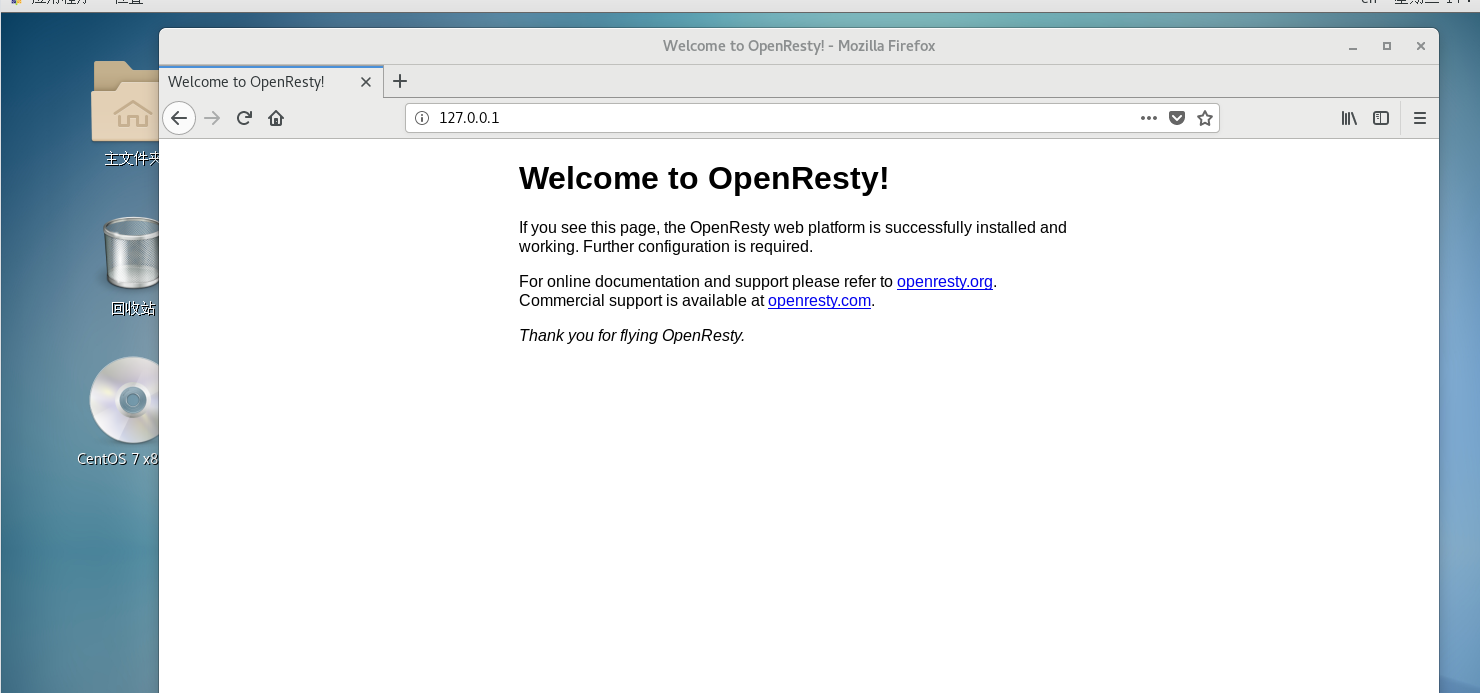 Welcome to OpenResty! - Mozilla Firefox
Welcome to OpenResty!
127.0.0.1
主文件夹
回收站
CentOS 7 x8
Welcome to OpenResty!
If you see this page, the OpenResty web platform is successfully installed and
working. Further configuration is required.
For online documentation and support please refer to openresty.org.
Commercial support is available at openresty.com.
Thank you for flying OpenResty.